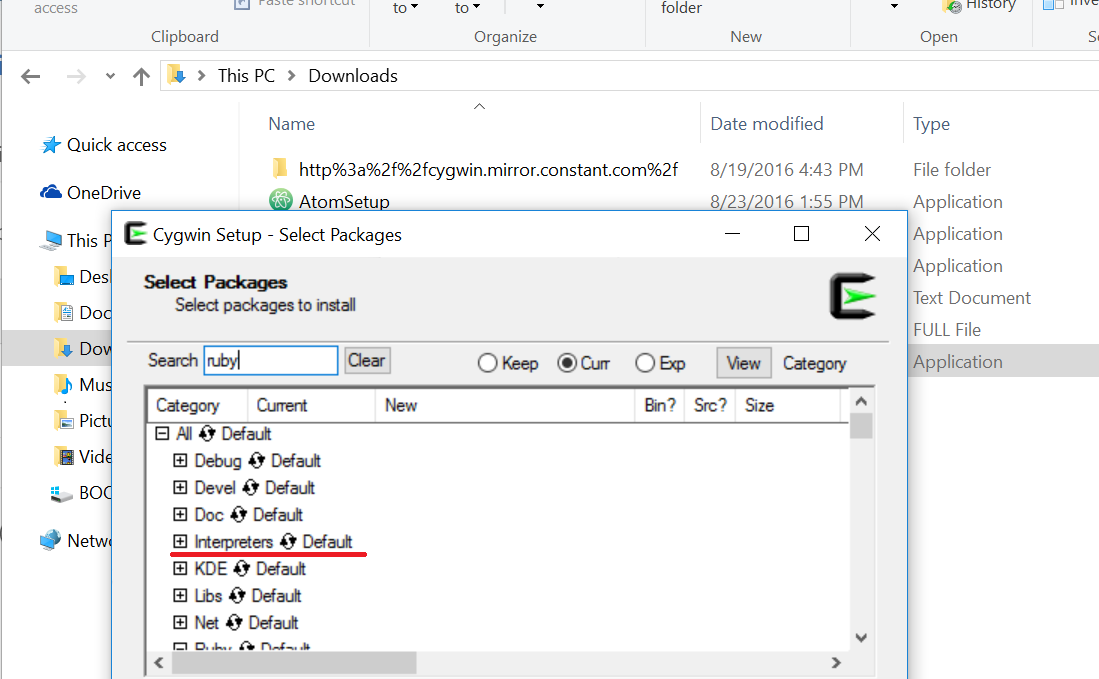 access
Paste shortcut
to
to
folder
History
Clipboard
Organize
New
Open
This PC
Downloads
Name
Date modified
Type
Quick access
http%3a%2f%2fcygwin.mirror.constant.com%2f
8/19/2016 4:43 PM
File folder
OneDrive
AtomSetup
8/23/2016 1:55 PM
Application
This P
Cygwin Setup - Select Packages
Application
Application
Text Document
FULL File
Application
Desk
Doc
Dow
Mus
Pictu
Vide
BOO
Netwo
Select Packages
Select packages to install
Search ruby Clear Keep Curr Exp View Category
Category Current New Bin? Src? Size
All Default
Debug Default
Devel Default
Doc Default
Interpreters Default
KDE Default
Libs Default
Net Default
Ruby Default